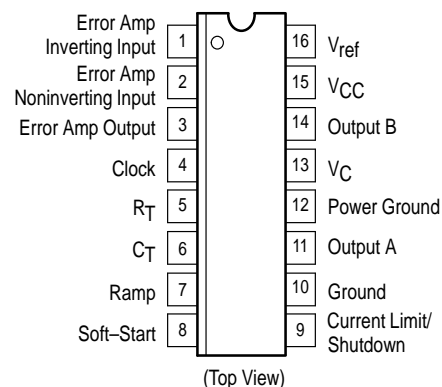 Error Amp
Inverting Input
1
16
Vref
Error Amp
Noninverting Input
2
15
VCC
Error Amp Output
3
14
Output B
Clock
4
13
VC
RT
5
12
Power Ground
CT
6
11
Output A
Ramp
7
10
Ground
Soft–Start
8
9
Current Limit/
Shutdown
(Top View)